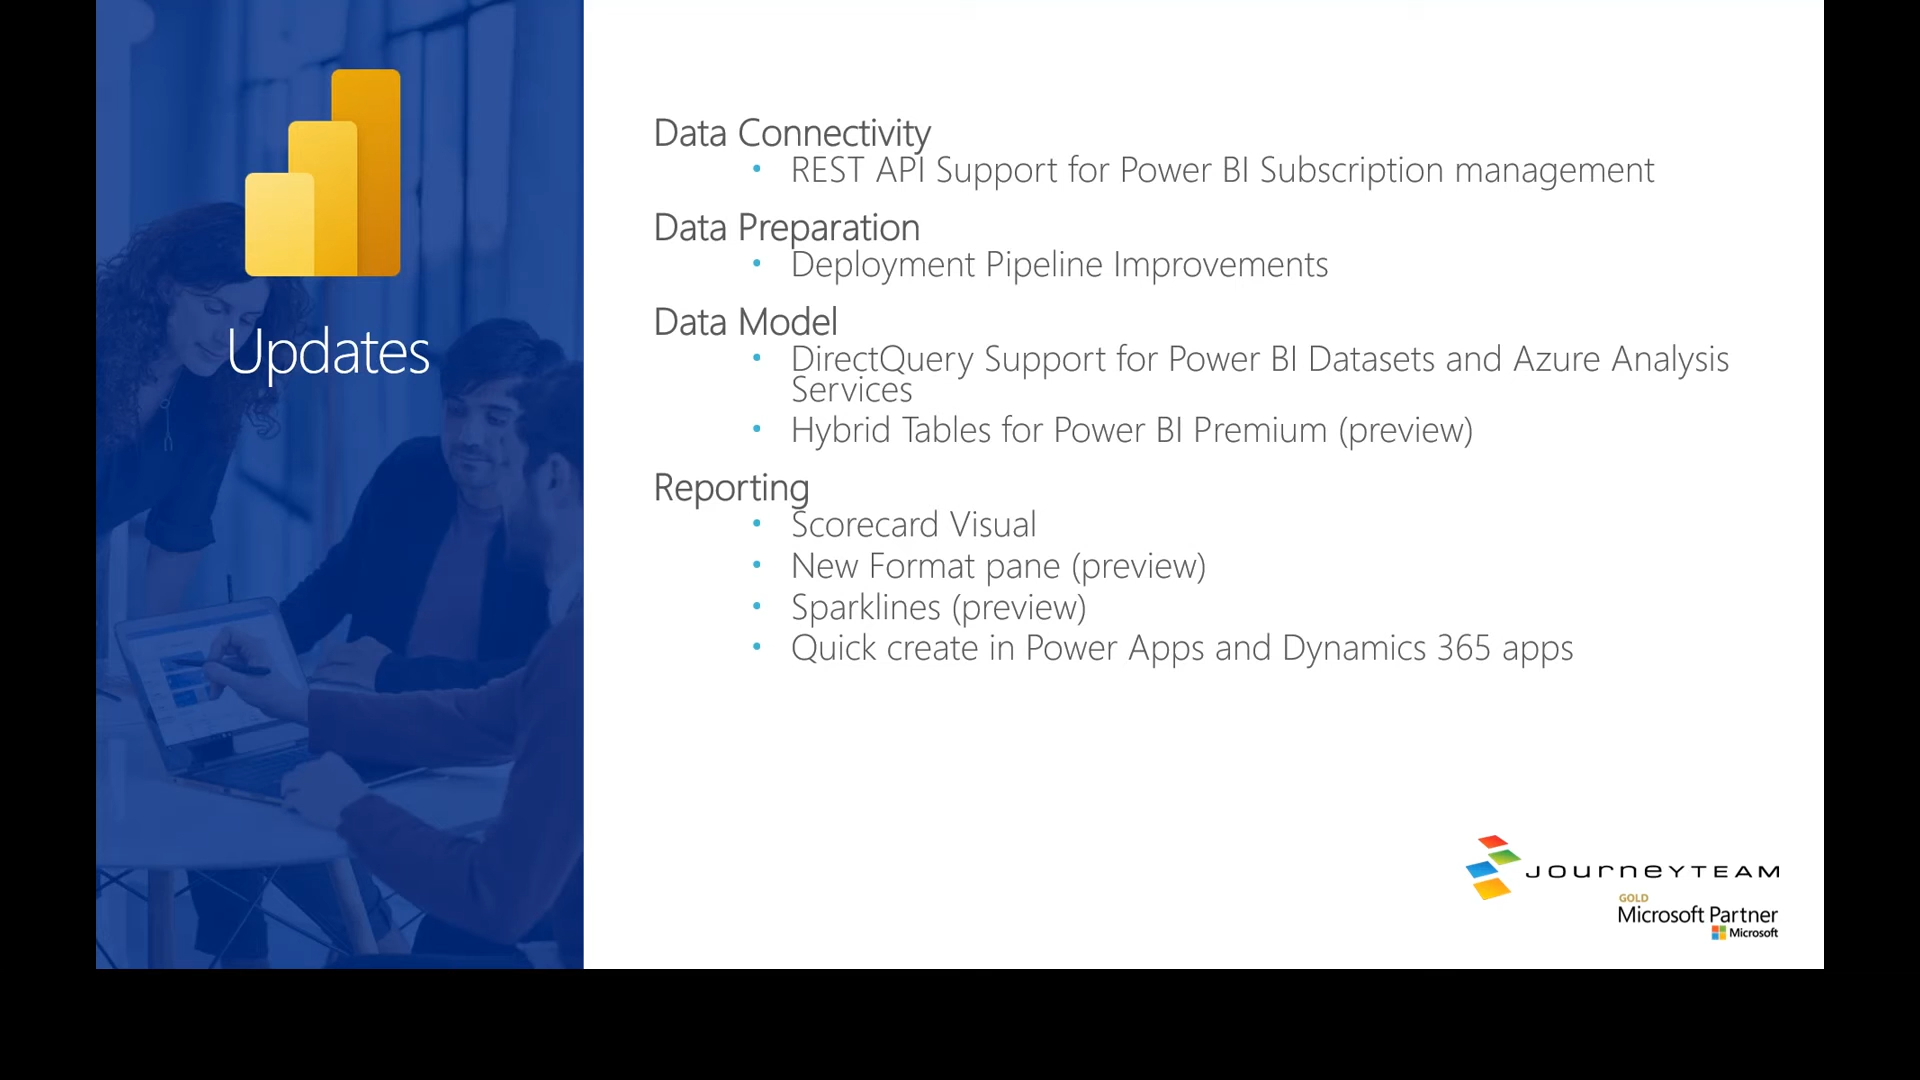 Updates
Data Connectivity
• REST API Support for Power BI Subscription management
Data Preparation
• Deployment Pipeline Improvements
Data Model
• DirectQuery Support for Power BI Datasets and Azure Analysis
Services
• Hybrid Tables for Power BI Premium (preview)
Reporting
• Scorecard Visual
• New Format pane (preview)
• Sparklines (preview)
• Quick create in Power Apps and Dynamics 365 apps
JOURNEYTEAM
GOLD
Microsoft Partner
Microsoft